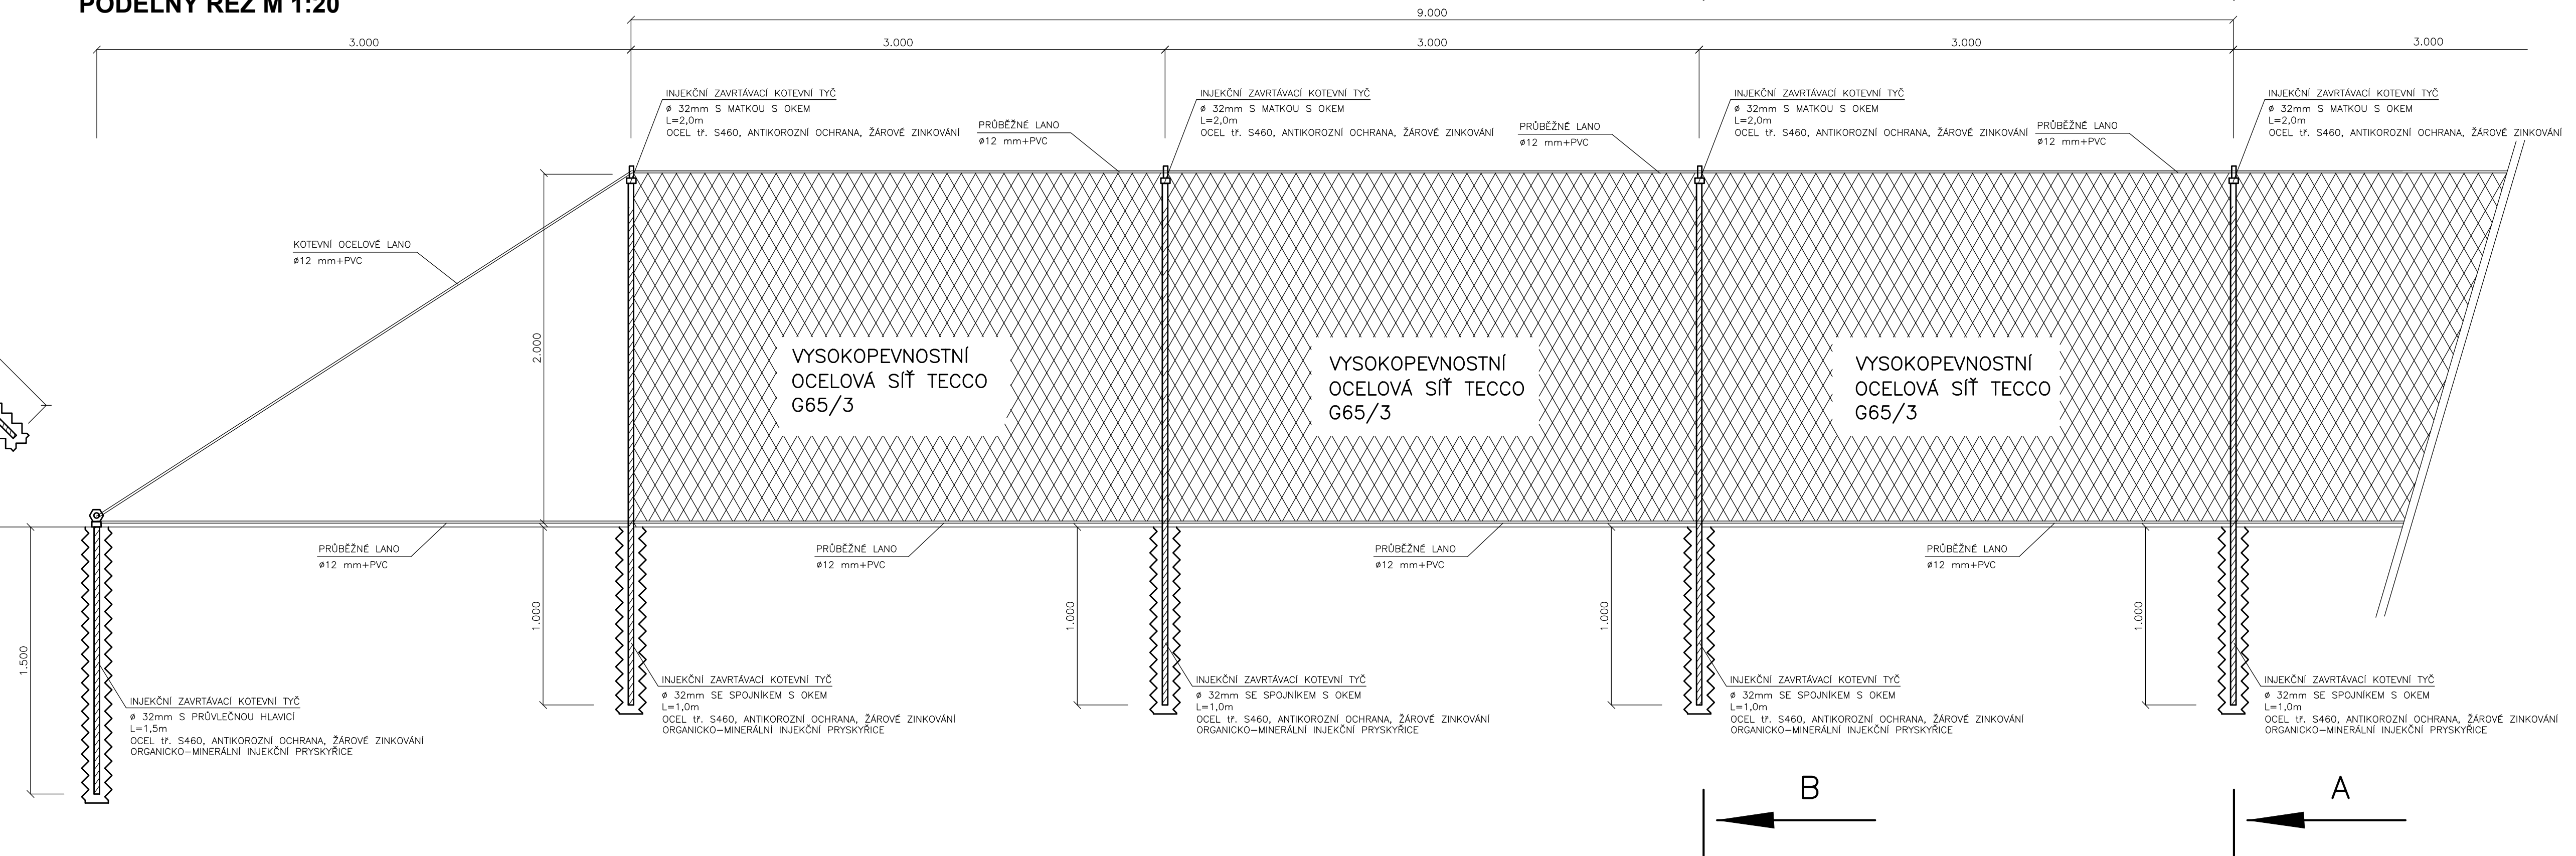 PODÉLNÝ ŘEZ M 1:20
9.000
3.000
3.000
3.000
3.000
3.000
INJEKČNÍ ZAVRTÁVACÍ KOTEVNÍ TYČ
ø 32mm S MATKOU S OKEM
L=2,0m
OCEL tř. S460, ANTIKOROZNÍ OCHRANA, ŽÁROVÉ ZINKOVÁNÍ
PRŮBĚŽNÉ LANO
ø12 mm+PVC
INJEKČNÍ ZAVRTÁVACÍ KOTEVNÍ TYČ
ø 32mm S MATKOU S OKEM
L=2,0m
OCEL tř. S460, ANTIKOROZNÍ OCHRANA, ŽÁROVÉ ZINKOVÁNÍ
PRŮBĚŽNÉ LANO
ø12 mm+PVC
INJEKČNÍ ZAVRTÁVACÍ KOTEVNÍ TYČ
ø 32mm S MATKOU S OKEM
L=2,0m
OCEL tř. S460, ANTIKOROZNÍ OCHRANA, ŽÁROVÉ ZINKOVÁNÍ
PRŮBĚŽNÉ LANO
ø12 mm+PVC
INJEKČNÍ ZAVRTÁVACÍ KOTEVNÍ TYČ
ø 32mm S MATKOU S OKEM
L=2,0m
OCEL tř. S460, ANTIKOROZNÍ OCHRANA, ŽÁROVÉ ZINKOVÁNÍ
KOTEVNÍ OCELOVÉ LANO
ø12 mm+PVC
2.000
VYSOKOPEVNOSTNÍ
OCELOVÁ SÍŤ TECCO
G65/3
VYSOKOPEVNOSTNÍ
OCELOVÁ SÍŤ TECCO
G65/3
VYSOKOPEVNOSTNÍ
OCELOVÁ SÍŤ TECCO
G65/3
PRŮBĚŽNÉ LANO
ø12 mm+PVC
PRŮBĚŽNÉ LANO
ø12 mm+PVC
PRŮBĚŽNÉ LANO
ø12 mm+PVC
PRŮBĚŽNÉ LANO
ø12 mm+PVC
1.500
1.000
1.000
1.000
1.000
INJEKČNÍ ZAVRTÁVACÍ KOTEVNÍ TYČ
ø 32mm S PRŮVLEČNOU HLAVICÍ
L=1,5m
OCEL tř. S460, ANTIKOROZNÍ OCHRANA, ŽÁROVÉ ZINKOVÁNÍ
ORGANICKO-MINERÁLNÍ INJEKČNÍ PRYSKYŘICE
INJEKČNÍ ZAVRTÁVACÍ KOTEVNÍ TYČ
ø 32mm SE SPOJNÍKEM S OKEM
L=1,0m
OCEL tř. S460, ANTIKOROZNÍ OCHRANA, ŽÁROVÉ ZINKOVÁNÍ
ORGANICKO-MINERÁLNÍ INJEKČNÍ PRYSKYŘICE
INJEKČNÍ ZAVRTÁVACÍ KOTEVNÍ TYČ
ø 32mm SE SPOJNÍKEM S OKEM
L=1,0m
OCEL tř. S460, ANTIKOROZNÍ OCHRANA, ŽÁROVÉ ZINKOVÁNÍ
ORGANICKO-MINERÁLNÍ INJEKČNÍ PRYSKYŘICE
INJEKČNÍ ZAVRTÁVACÍ KOTEVNÍ TYČ
ø 32mm SE SPOJNÍKEM S OKEM
L=1,0m
OCEL tř. S460, ANTIKOROZNÍ OCHRANA, ŽÁROVÉ ZINKOVÁNÍ
ORGANICKO-MINERÁLNÍ INJEKČNÍ PRYSKYŘICE
INJEKČNÍ ZAVRTÁVACÍ KOTEVNÍ TYČ
ø 32mm SE SPOJNÍKEM S OKEM
L=1,0m
OCEL tř. S460, ANTIKOROZNÍ OCHRANA, ŽÁROVÉ ZINKOVÁNÍ
ORGANICKO-MINERÁLNÍ INJEKČNÍ PRYSKYŘICE
B
A